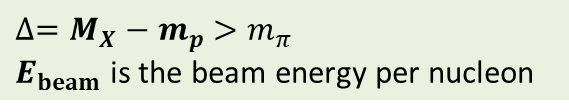 Δ= M_X − m_p > m_π
E_beam is the beam energy per nucleon